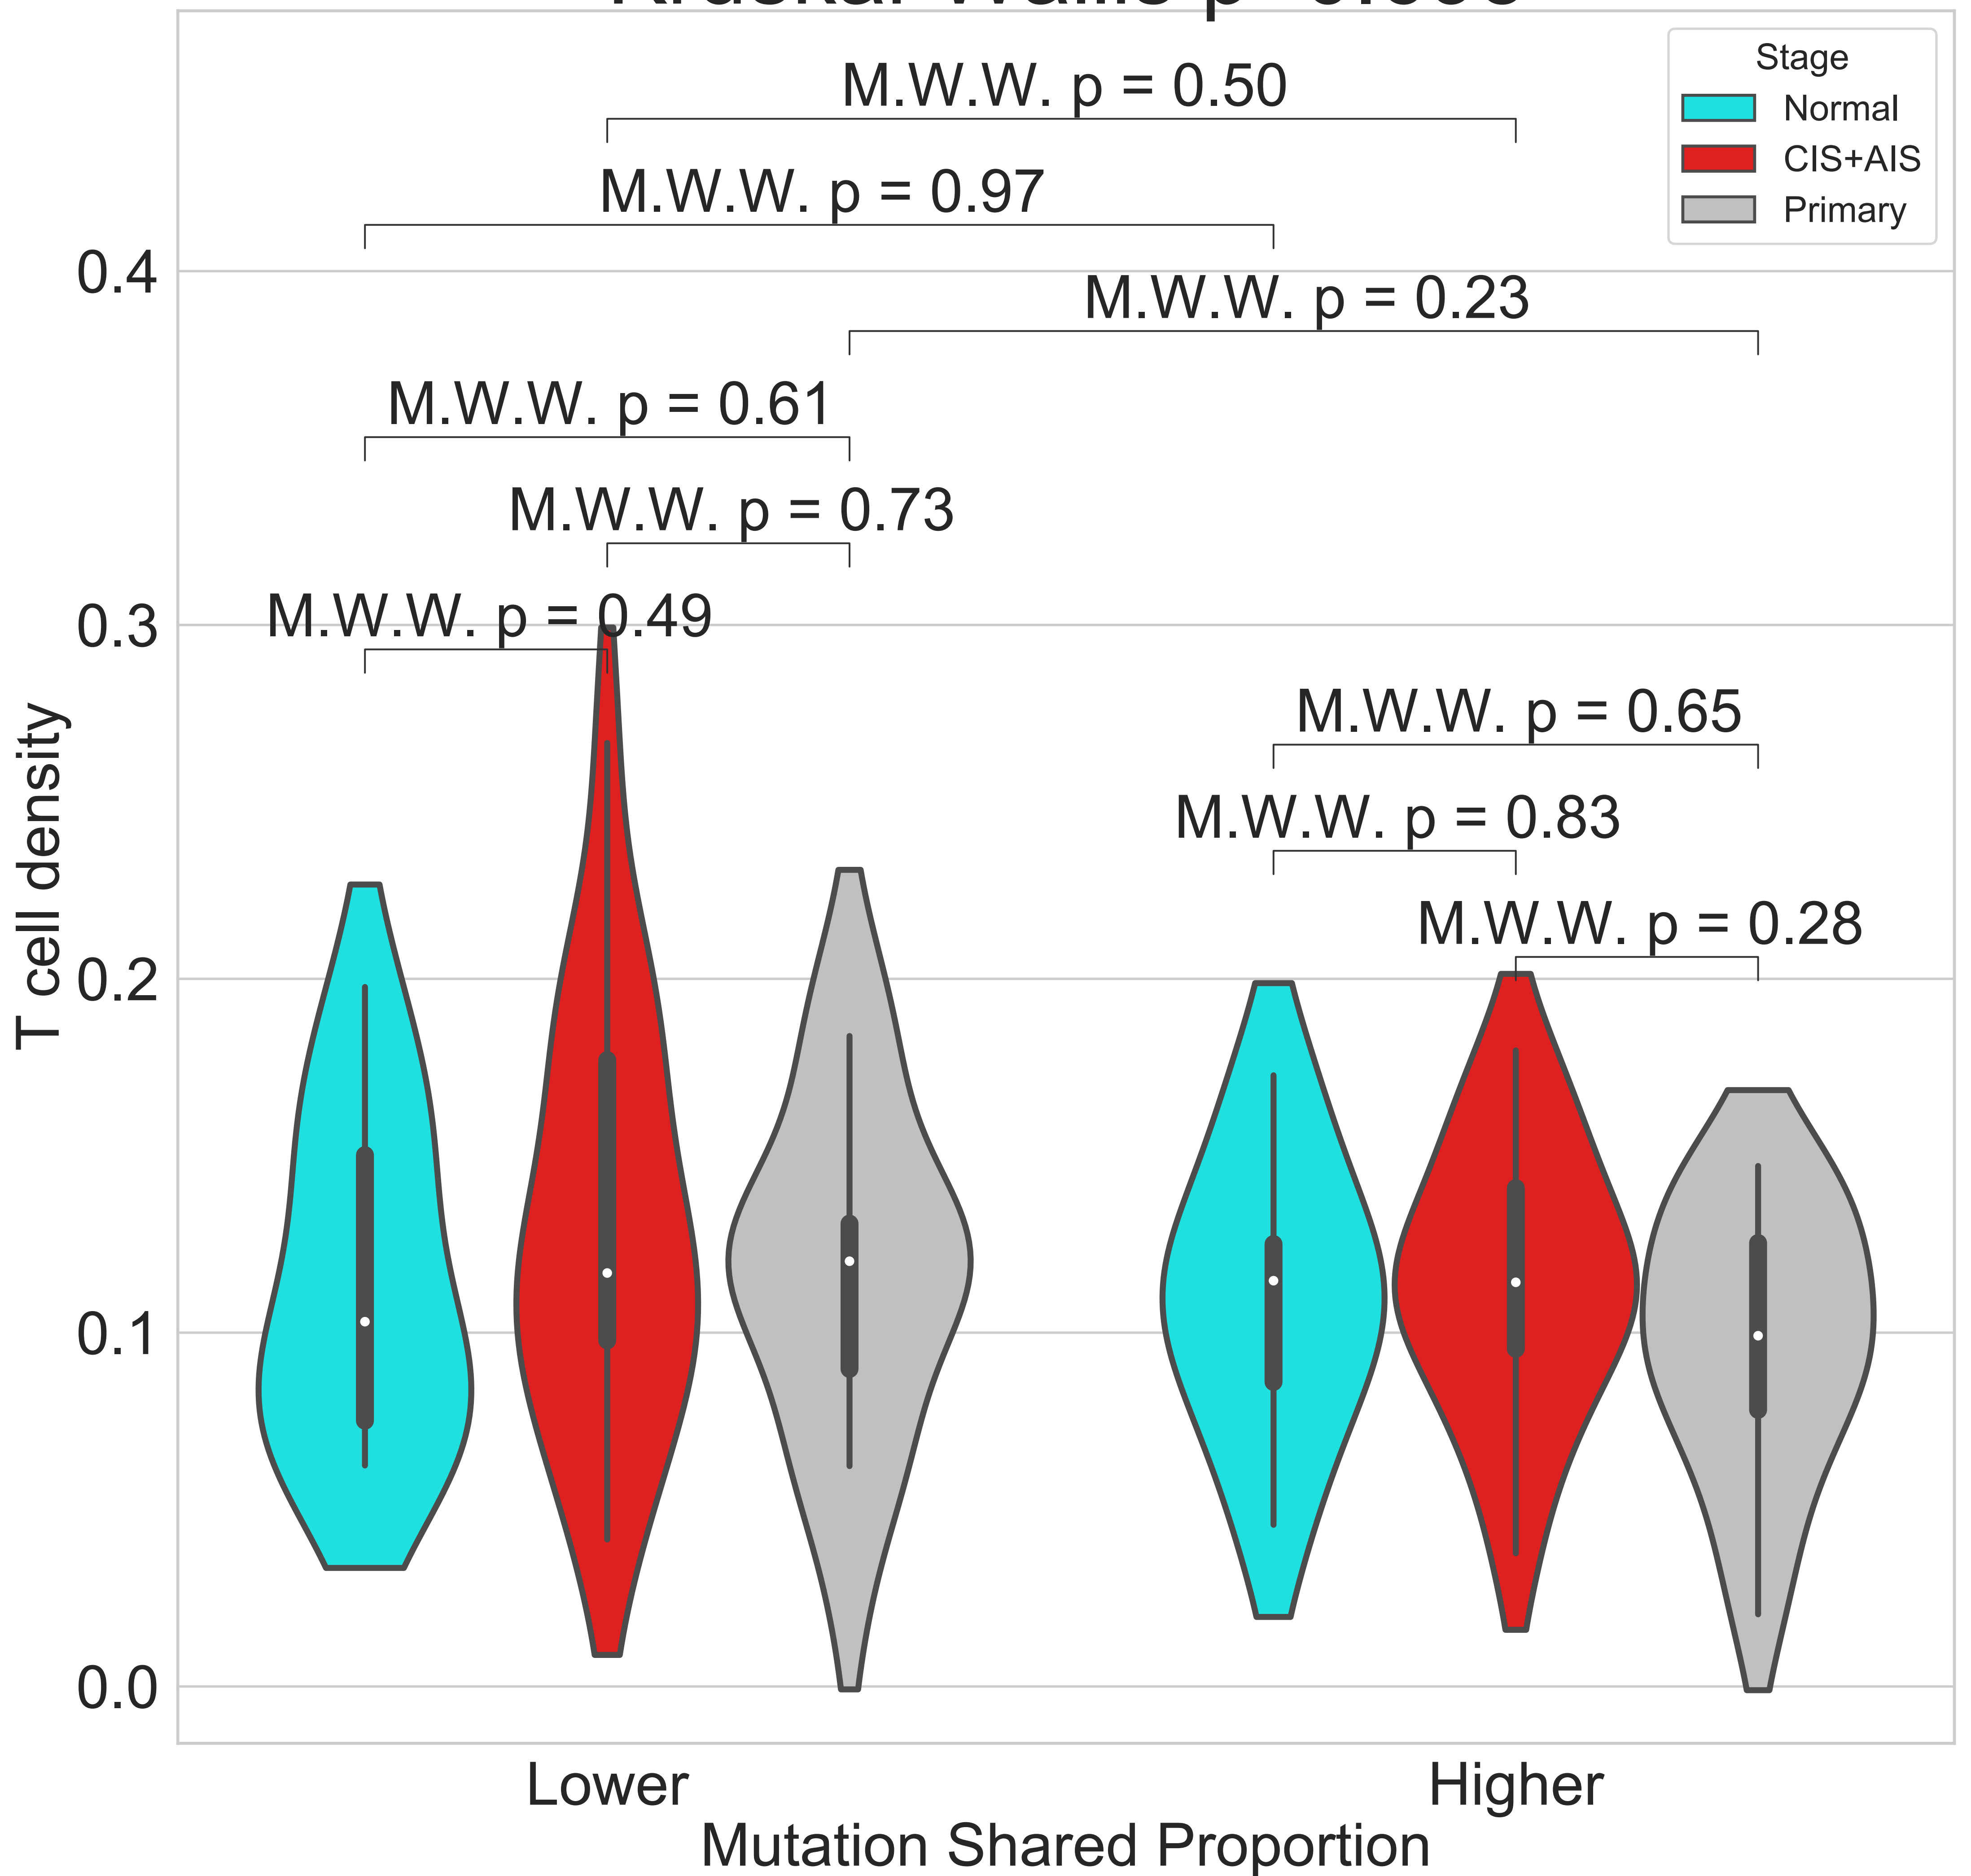 M.W.W. p = 0.50
M.W.W. p = 0.97
M.W.W. p = 0.23
M.W.W. p = 0.61
M.W.W. p = 0.73
M.W.W. p = 0.49
M.W.W. p = 0.65
M.W.W. p = 0.83
M.W.W. p = 0.28
Stage
Normal
CIS+AIS
Primary
T cell density
0.4
0.3
0.2
0.1
0.0
Lower
Higher
Mutation Shared Proportion